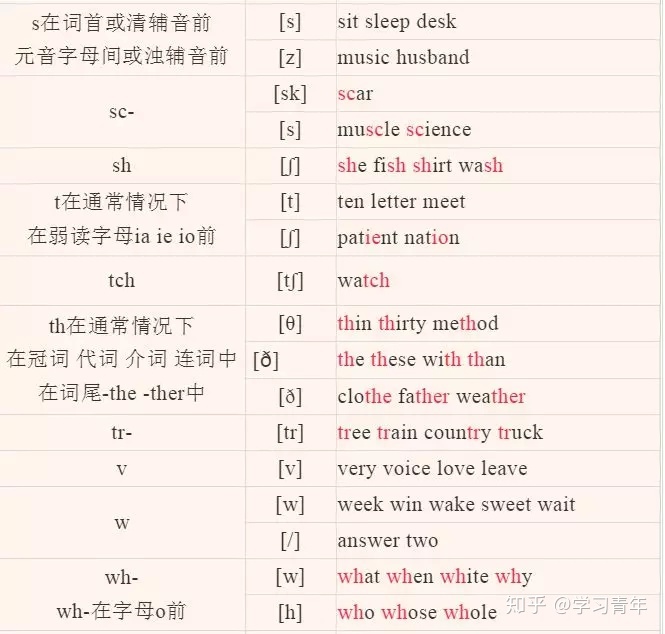 s在词首或清辅音前 [s] sit sleep desk
元音字母间或浊辅音前 [z] music husband
sc- [sk] scar
[s] muscle science
sh [ʃ] she fish shirt wash
t在通常情况下 [t] ten letter meet
在弱读字母ia ie io前 [ʃ] patient nation
tch [tʃ] watch
th在通常情况下 [θ] thin thirty method
在冠词 代词 介词 连词中 [ð] the these with than
在词尾-the -ther中 [ð] clothe father weather
tr- [tr] tree train country truck
v [v] very voice love leave
w [w] week win wake sweet wait
[/] answer two
wh- [w] what when white why
wh-在字母o前 [h] who whose whole
知乎 @学习青年